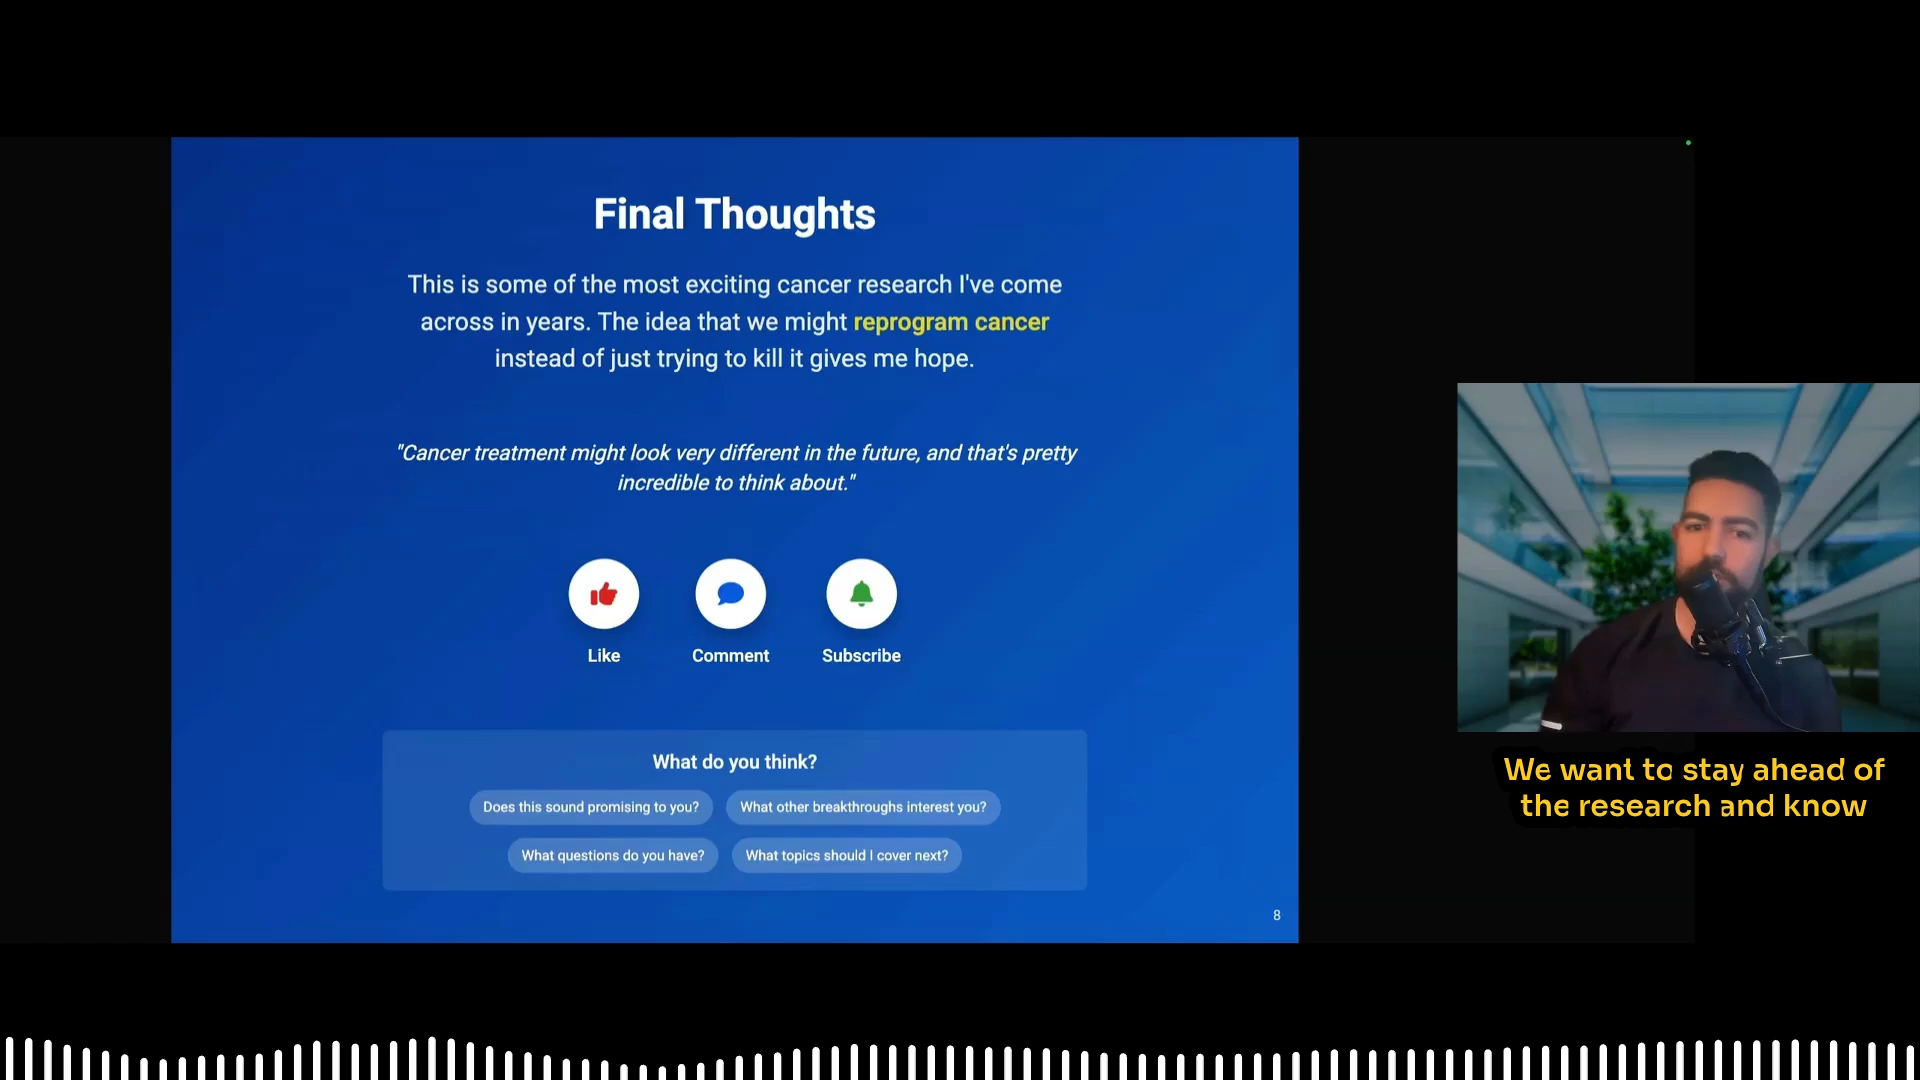 Final Thoughts
This is some of the most exciting cancer research I've come
across in years. The idea that we might reprogram cancer
instead of just trying to kill it gives me hope.
"Cancer treatment might look very different in the future, and that's pretty
incredible to think about."
Like
Comment
Subscribe
What do you think?
Does this sound promising to you?
What other breakthroughs interest you?
What questions do you have?
What topics should I cover next?
8
We want to stay ahead of
the research and know